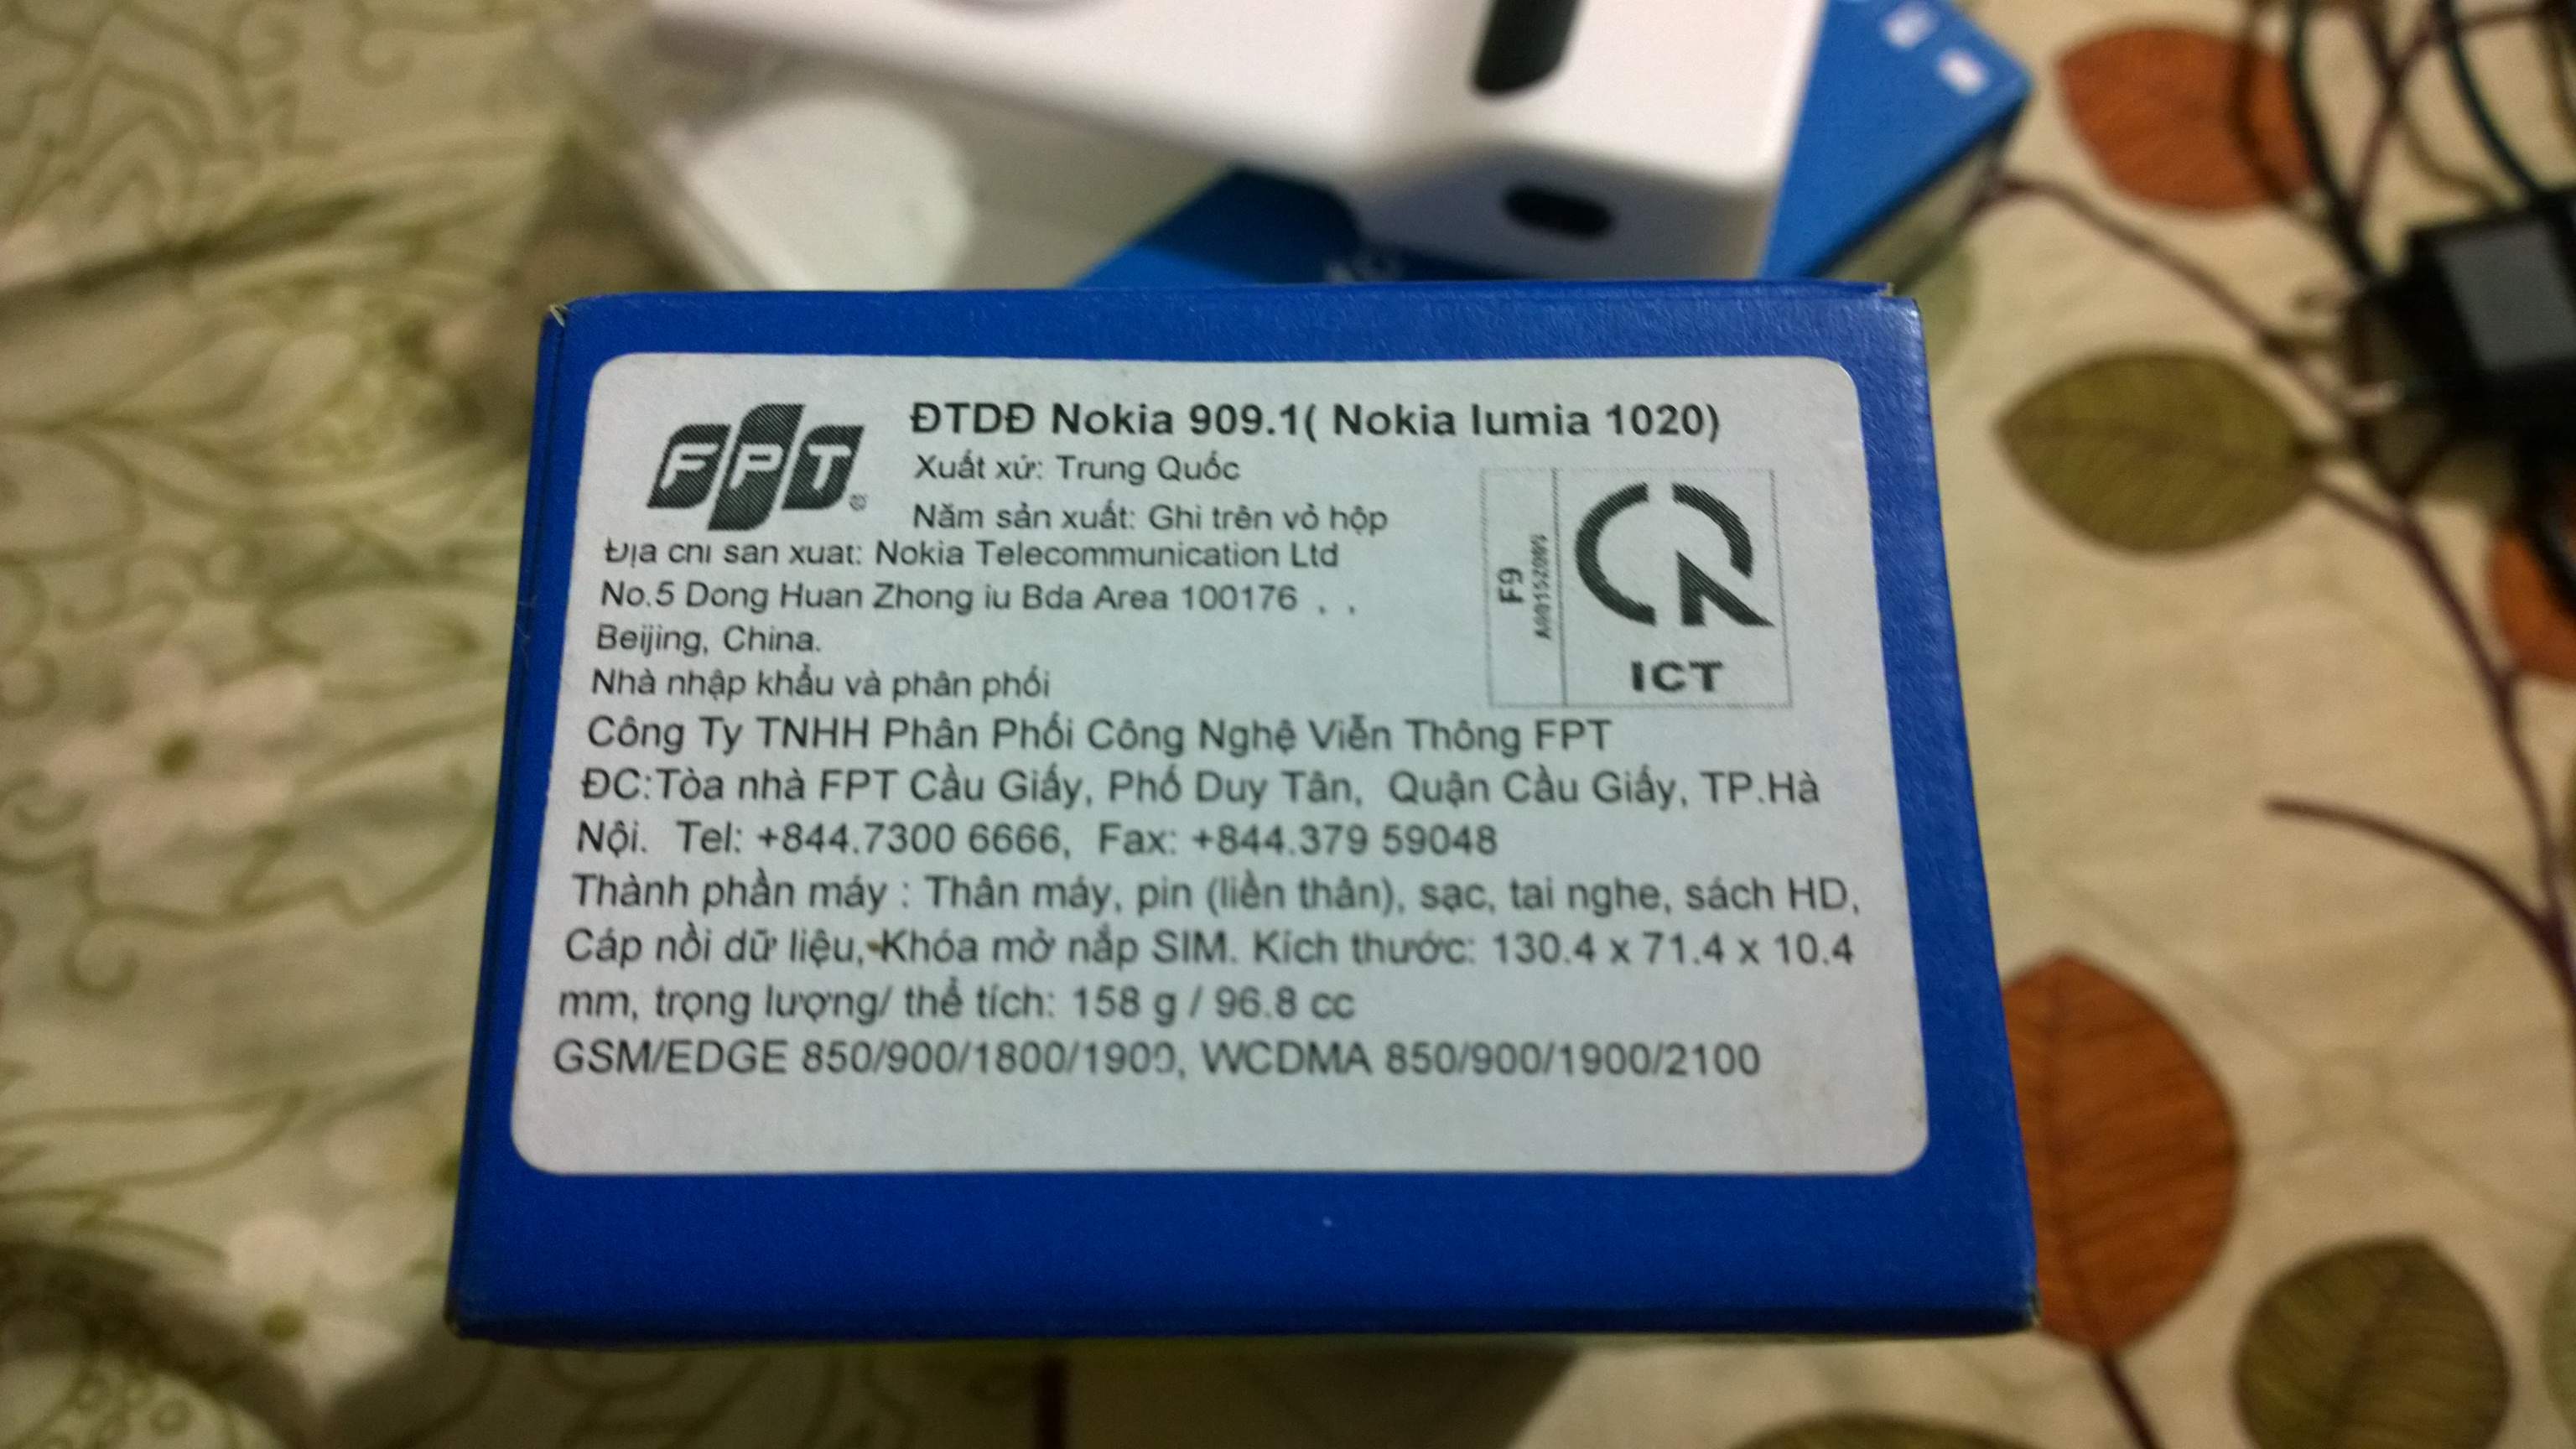 FPT®
ĐTDĐ Nokia 909.1( Nokia lumia 1020)
Xuất xứ: Trung Quốc
Năm sản xuất: Ghi trên vỏ hộp
Địa chỉ sản xuất: Nokia Telecommunication Ltd
No.5 Dong Huan Zhong iu Bda Area 100176 , ,
Beijing, China.
Nhà nhập khẩu và phân phối
F9
A00152009
ICT
Công Ty TNHH Phân Phối Công Nghệ Viễn Thông FPT
ĐC:Tòa nhà FPT Cầu Giấy, Phố Duy Tân, Quận Cầu Giấy, TP.Hà
Nội. Tel: +844.7300 6666, Fax: +844.379 59048
Thành phần máy : Thân máy, pin (liền thân), sạc, tai nghe, sách HD,
Cáp nồi dữ liệu, Khóa mở nắp SIM. Kích thước: 130.4 x 71.4 x 10.4
mm, trọng lượng/ thể tích: 158 g / 96.8 cc
GSM/EDGE 850/900/1800/1900, WCDMA 850/900/1900/2100